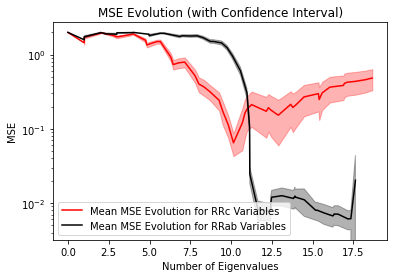 MSE Evolution (with Confidence Interval)
10⁰
10⁻¹
10⁻²
MSE
Mean MSE Evolution for RRc Variables
Mean MSE Evolution for RRab Variables
0.0 2.5 5.0 7.5 10.0 12.5 15.0 17.5
Number of Eigenvalues